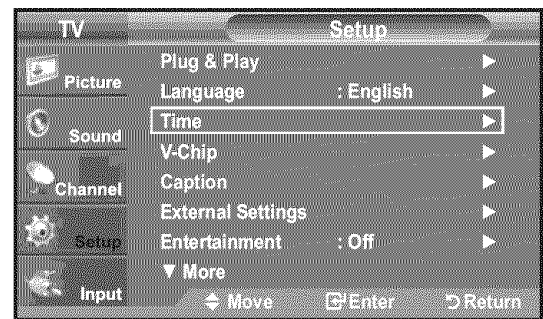 TV
Setup
Picture
Sound
Channel
Setup
Input
Plug & Play
Language : English
Time
V-Chip
Caption
External Settings
Entertainment : Off
▼ More
Move Enter Return